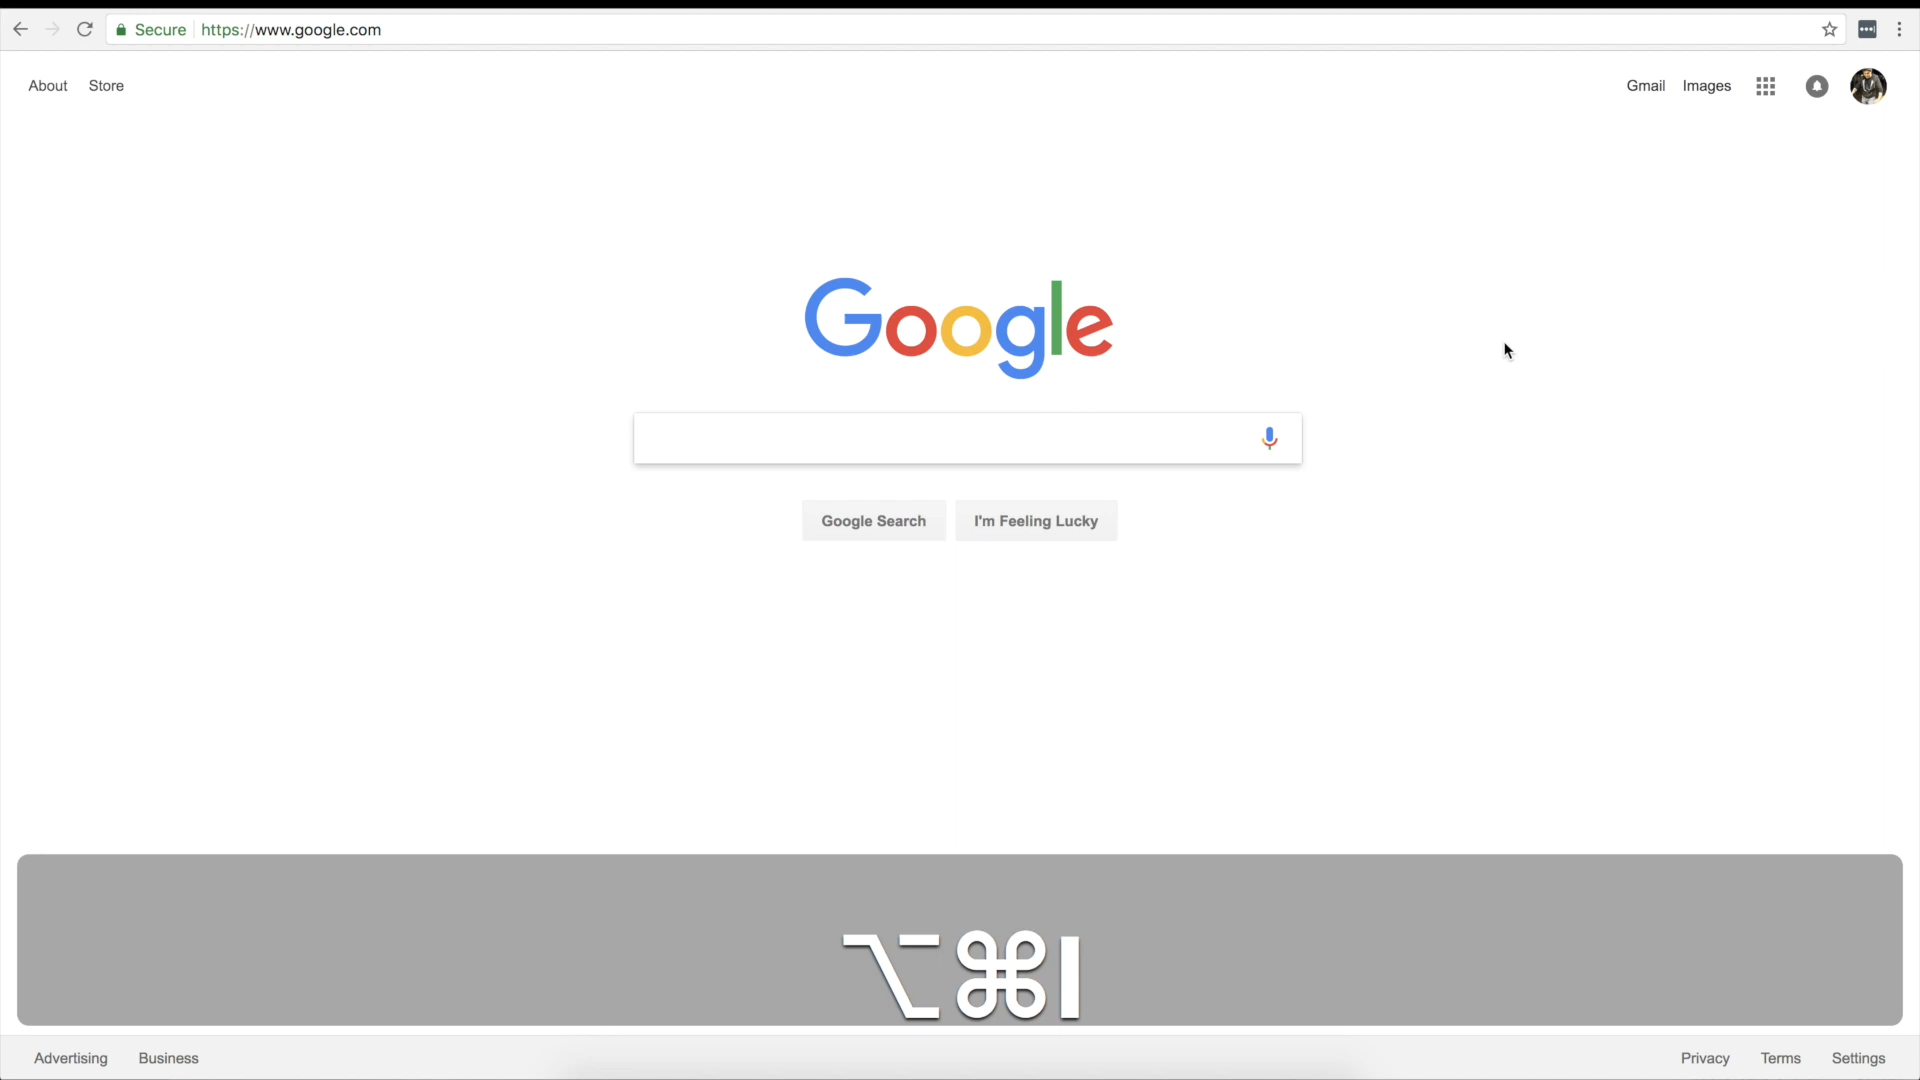 Secure https://www.google.com
About Store Gmail Images
Google
Google Search I'm Feeling Lucky
⌥⌘I
Advertising Business Privacy Terms Settings